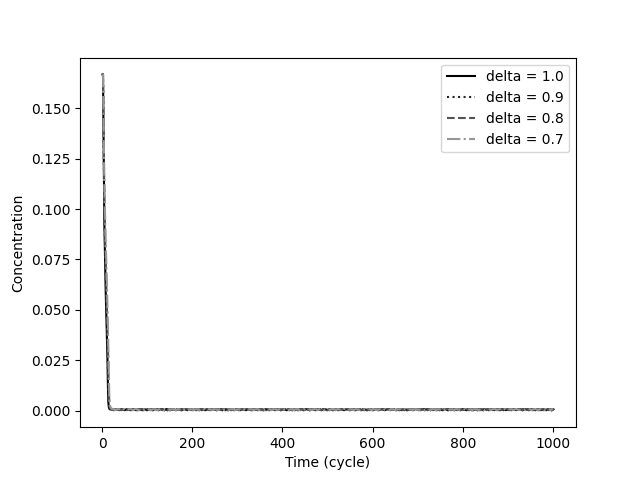 delta = 1.0
delta = 0.9
delta = 0.8
delta = 0.7
Concentration
0.150
0.125
0.100
0.075
0.050
0.025
0.000
0 200 400 600 800 1000
Time (cycle)